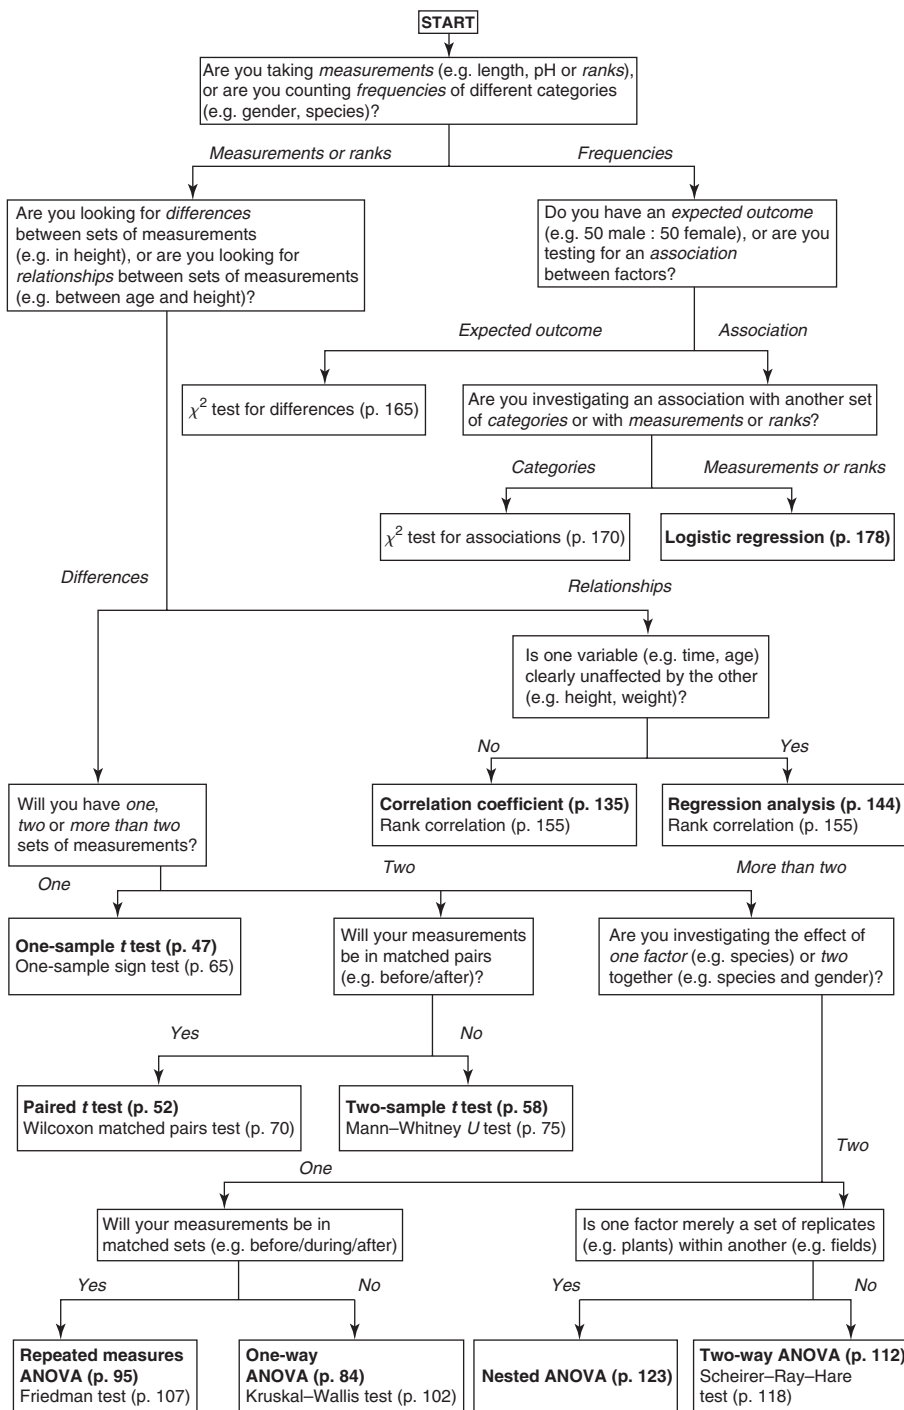 START
Are you taking measurements (e.g. length, pH or ranks),
or are you counting frequencies of different categories
(e.g. gender, species)?
Measurements or ranks
Frequencies
Are you looking for differences
between sets of measurements
(e.g. in height), or are you looking for
relationships between sets of measurements
(e.g. between age and height)?
Do you have an expected outcome
(e.g. 50 male : 50 female), or are you
testing for an association
between factors?
Expected outcome
Association
χ² test for differences (p. 165)
Are you investigating an association with another set
of categories or with measurements or ranks?
Categories
Measurements or ranks
χ² test for associations (p. 170)
Logistic regression (p. 178)
Differences
Relationships
Is one variable (e.g. time, age)
clearly unaffected by the other
(e.g. height, weight)?
No
Yes
Will you have one,
two or more than two
sets of measurements?
Correlation coefficient (p. 135)
Rank correlation (p. 155)
Regression analysis (p. 144)
Rank correlation (p. 155)
One
Two
More than two
One-sample t test (p. 47)
One-sample sign test (p. 65)
Will your measurements
be in matched pairs
(e.g. before/after)?
Are you investigating the effect of
one factor (e.g. species) or two
together (e.g. species and gender)?
Yes
No
Paired t test (p. 52)
Wilcoxon matched pairs test (p. 70)
Two-sample t test (p. 58)
Mann–Whitney U test (p. 75)
One
Two
Will your measurements be in
matched sets (e.g. before/during/after)
Is one factor merely a set of replicates
(e.g. plants) within another (e.g. fields)
Yes
No
Yes
No
Repeated measures
ANOVA (p. 95)
Friedman test (p. 107)
One-way
ANOVA (p. 84)
Kruskal–Wallis test (p. 102)
Nested ANOVA (p. 123)
Two-way ANOVA (p. 112)
Scheirer–Ray–Hare
test (p. 118)